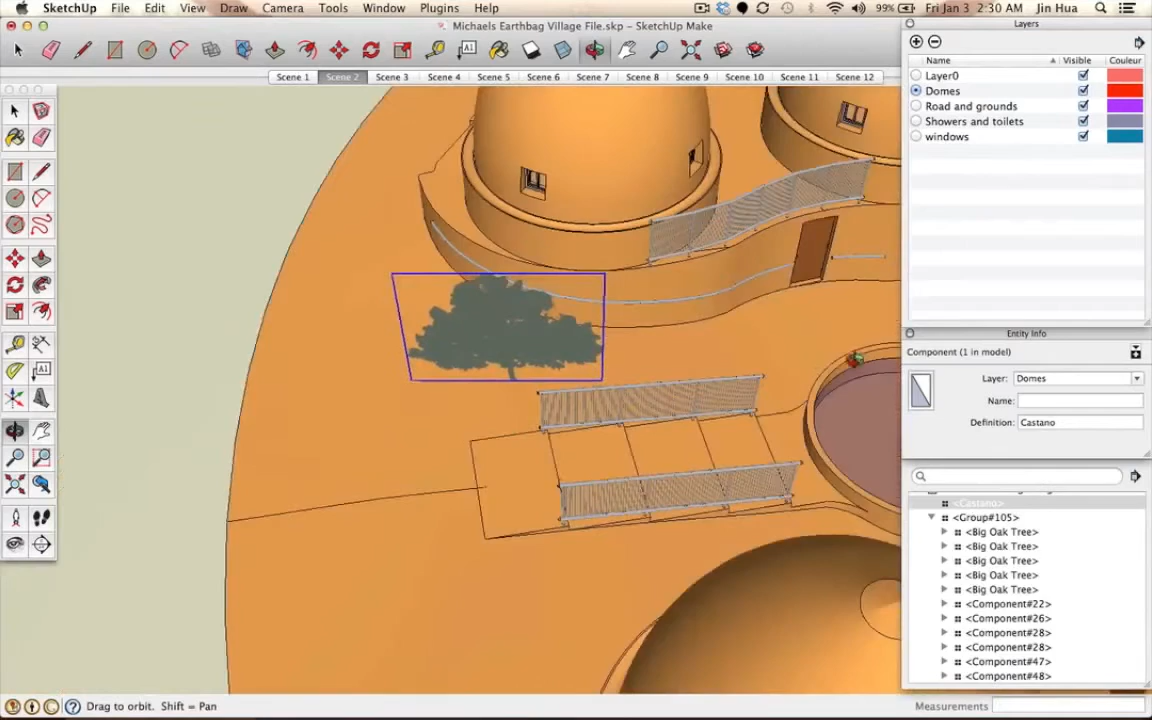 SketchUp File Edit View Draw Camera Tools Window Plugins Help 99% Fri Jan 3 2:30 AM Jin Hua
Michaels Earthbag Village File.skp – SketchUp Make
Layers
A1
Scene 1 Scene 2 Scene 3 Scene 4 Scene 5 Scene 6 Scene 7 Scene 8 Scene 9 Scene 10 Scene 11 Scene 12
Name Visible Couleur
Layer0
Domes
Road and grounds
Showers and toilets
windows
Entity Info
Component (1 in model)
Layer: Domes
Name:
Definition: Castano
A1
<Castano>
<Group#105>
<Big Oak Tree>
<Big Oak Tree>
<Big Oak Tree>
<Big Oak Tree>
<Big Oak Tree>
<Component#22>
<Component#26>
<Component#28>
<Component#28>
<Component#47>
<Component#48>
Drag to orbit. Shift = Pan
Measurements